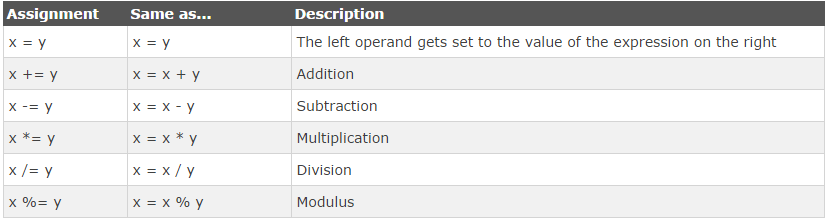 Assignment Same as... Description
x = y x = y The left operand gets set to the value of the expression on the right
x += y x = x + y Addition
x -= y x = x - y Subtraction
x *= y x = x * y Multiplication
x /= y x = x / y Division
x %= y x = x % y Modulus